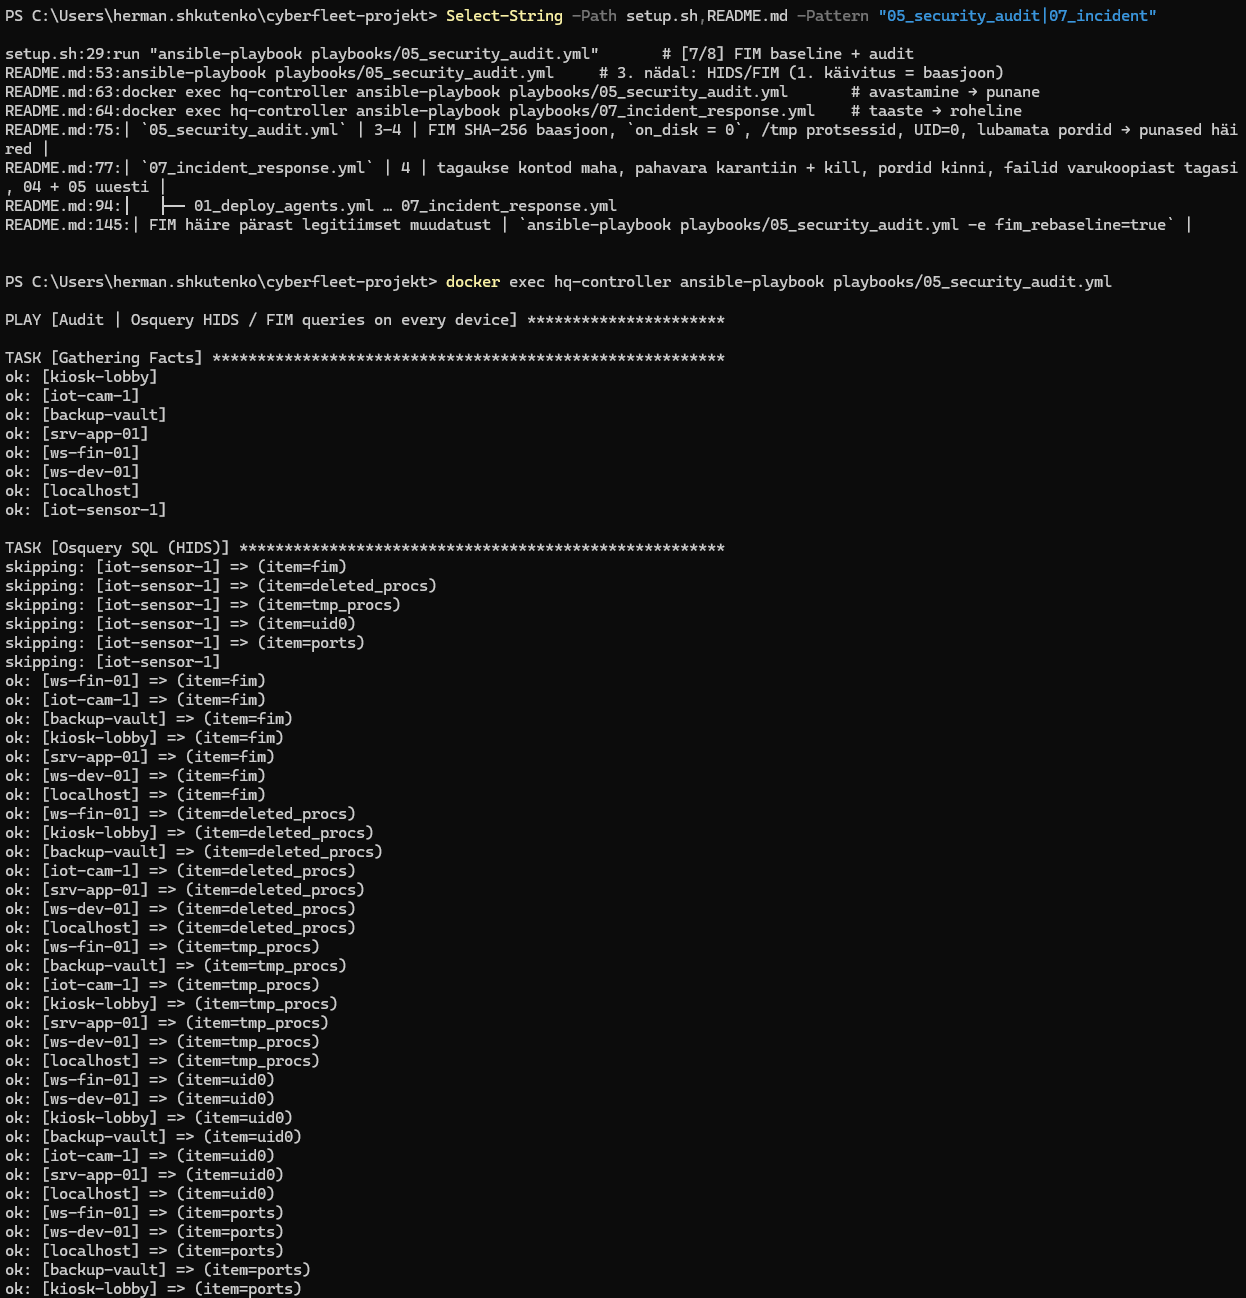 PS C:\Users\herman.shkutenko\cyberfleet-projekt> Select-String -Path setup.sh,README.md -Pattern "05_security_audit|07_incident"
setup.sh:29:run "ansible-playbook playbooks/05_security_audit.yml"       # [7/8] FIM baseline + audit
README.md:53:ansible-playbook playbooks/05_security_audit.yml     # 3. nädal: HIDS/FIM (1. käivitus = baasjoon)
README.md:63:docker exec hq-controller ansible-playbook playbooks/05_security_audit.yml       # avastamine → punane
README.md:64:docker exec hq-controller ansible-playbook playbooks/07_incident_response.yml    # taaste → roheline
README.md:75:| `05_security_audit.yml` | 3–4 | FIM SHA-256 baasjoon, `on_disk = 0`, /tmp protsessid, UID=0, lubamata pordid → punased häi
red |
README.md:77:| `07_incident_response.yml` | 4 | tagaukse kontod maha, pahavara karantiin + kill, pordid kinni, failid varukoopiast tagasi
, 04 + 05 uuesti |
README.md:94:│   ├── 01_deploy_agents.yml … 07_incident_response.yml
README.md:145:| FIM häire pärast legitiimset muudatust | `ansible-playbook playbooks/05_security_audit.yml -e fim_rebaseline=true` |
PS C:\Users\herman.shkutenko\cyberfleet-projekt> docker exec hq-controller ansible-playbook playbooks/05_security_audit.yml
PLAY [Audit | Osquery HIDS / FIM queries on every device] **********************
TASK [Gathering Facts] *********************************************************
ok: [kiosk-lobby]
ok: [iot-cam-1]
ok: [backup-vault]
ok: [srv-app-01]
ok: [ws-fin-01]
ok: [ws-dev-01]
ok: [localhost]
ok: [iot-sensor-1]
TASK [Osquery SQL (HIDS)] ******************************************************
skipping: [iot-sensor-1] => (item=fim)
skipping: [iot-sensor-1] => (item=deleted_procs)
skipping: [iot-sensor-1] => (item=tmp_procs)
skipping: [iot-sensor-1] => (item=uid0)
skipping: [iot-sensor-1] => (item=ports)
skipping: [iot-sensor-1]
ok: [ws-fin-01] => (item=fim)
ok: [iot-cam-1] => (item=fim)
ok: [backup-vault] => (item=fim)
ok: [kiosk-lobby] => (item=fim)
ok: [srv-app-01] => (item=fim)
ok: [ws-dev-01] => (item=fim)
ok: [localhost] => (item=fim)
ok: [ws-fin-01] => (item=deleted_procs)
ok: [kiosk-lobby] => (item=deleted_procs)
ok: [backup-vault] => (item=deleted_procs)
ok: [iot-cam-1] => (item=deleted_procs)
ok: [srv-app-01] => (item=deleted_procs)
ok: [ws-dev-01] => (item=deleted_procs)
ok: [localhost] => (item=deleted_procs)
ok: [ws-fin-01] => (item=tmp_procs)
ok: [backup-vault] => (item=tmp_procs)
ok: [iot-cam-1] => (item=tmp_procs)
ok: [kiosk-lobby] => (item=tmp_procs)
ok: [srv-app-01] => (item=tmp_procs)
ok: [ws-dev-01] => (item=tmp_procs)
ok: [localhost] => (item=tmp_procs)
ok: [ws-fin-01] => (item=uid0)
ok: [ws-dev-01] => (item=uid0)
ok: [kiosk-lobby] => (item=uid0)
ok: [backup-vault] => (item=uid0)
ok: [iot-cam-1] => (item=uid0)
ok: [srv-app-01] => (item=uid0)
ok: [localhost] => (item=uid0)
ok: [ws-fin-01] => (item=ports)
ok: [ws-dev-01] => (item=ports)
ok: [localhost] => (item=ports)
ok: [backup-vault] => (item=ports)
ok: [kiosk-lobby] => (item=ports)